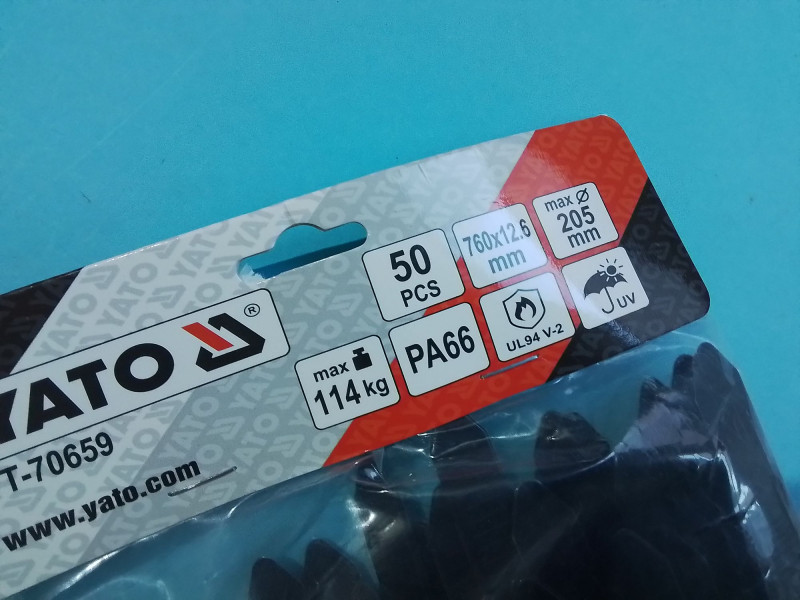 50
PCS
760x12.6
mm
max Ø
205
mm
max
114 kg
PA66
UL94 V-2
UV
YATO
®
T-70659
www.yato.com